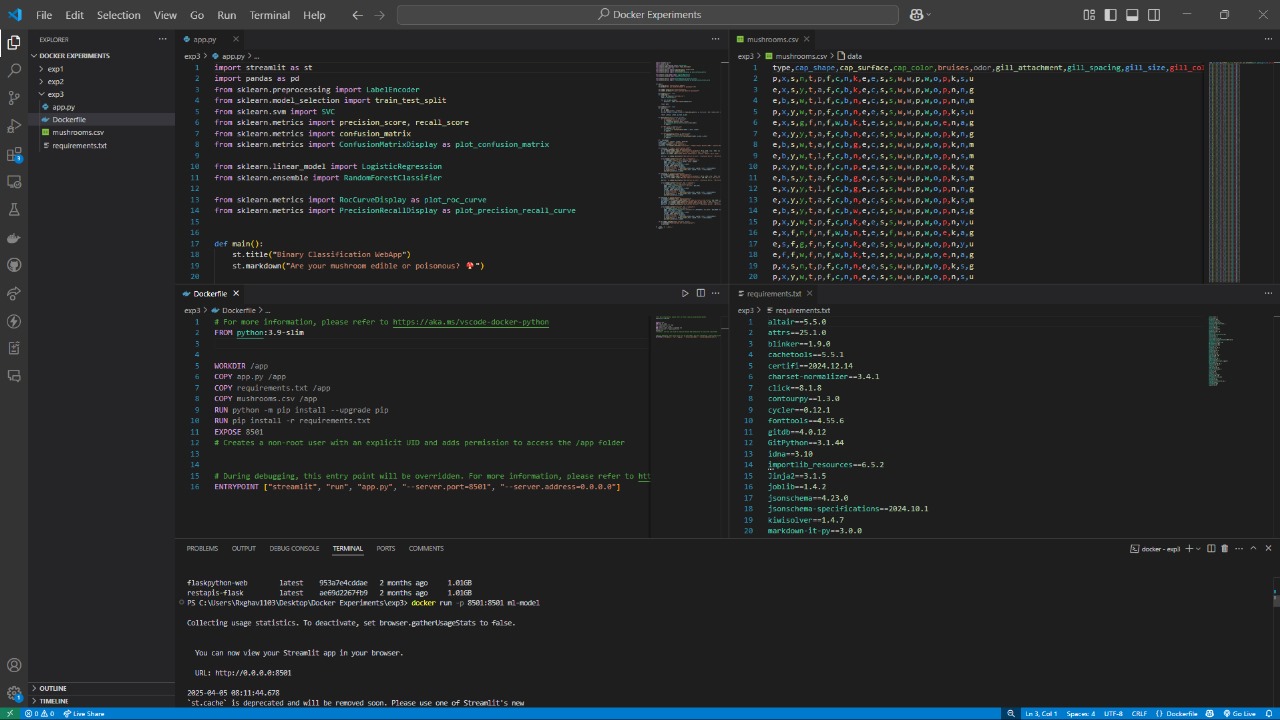 File Edit Selection View Go Run Terminal Help
Docker Experiments
EXPLORER
DOCKER EXPERIMENTS
exp1
exp2
exp3
app.py
Dockerfile
mushrooms.csv
requirements.txt
OUTLINE
TIMELINE
app.py
exp3 > app.py > ...
1 import streamlit as st
2 import pandas as pd
3 from sklearn.preprocessing import LabelEncoder
4 from sklearn.model_selection import train_test_split
5 from sklearn.svm import SVC
6 from sklearn.metrics import precision_score, recall_score
7 from sklearn.metrics import confusion_matrix
8 from sklearn.metrics import ConfusionMatrixDisplay as plot_confusion_matrix
9
10 from sklearn.linear_model import LogisticRegression
11 from sklearn.ensemble import RandomForestClassifier
12
13 from sklearn.metrics import RocCurveDisplay as plot_roc_curve
14 from sklearn.metrics import PrecisionRecallDisplay as plot_precision_recall_curve
15
16
17 def main():
18 st.title("Binary Classification WebApp")
19 st.markdown("Are your mushroom edible or poisonous? 🍄")
20
mushrooms.csv
exp3 > mushrooms.csv > data
1 type,cap_shape,cap_surface,cap_color,bruises,odor,gill_attachment,gill_spacing,gill_size,gill_col
2 p,x,s,n,t,p,f,c,n,k,e,e,s,s,w,w,p,w,o,p,k,s,u
3 e,x,s,y,t,a,f,c,b,k,e,c,s,s,w,w,p,w,o,p,n,n,g
4 e,b,s,w,t,l,f,c,b,n,e,c,s,s,w,w,p,w,o,p,n,n,m
5 p,x,y,w,t,p,f,c,n,n,e,e,s,s,w,w,p,w,o,p,k,s,u
6 e,x,s,g,f,n,f,w,b,k,t,e,s,s,w,w,p,w,o,e,n,a,g
7 e,x,y,y,t,a,f,c,b,n,e,c,s,s,w,w,p,w,o,p,k,n,g
8 e,b,s,w,t,a,f,c,b,g,e,c,s,s,w,w,p,w,o,p,k,n,m
9 e,b,y,w,t,l,f,c,b,n,e,c,s,s,w,w,p,w,o,p,n,s,m
10 p,x,y,w,t,p,f,c,n,p,e,e,s,s,w,w,p,w,o,p,k,v,g
11 e,b,s,y,t,a,f,c,b,g,e,c,s,s,w,w,p,w,o,p,k,s,m
12 e,x,y,y,t,l,f,c,b,g,e,c,s,s,w,w,p,w,o,p,n,n,g
13 e,x,y,y,t,a,f,c,b,n,e,c,s,s,w,w,p,w,o,p,k,s,m
14 e,b,s,y,t,a,f,c,b,w,e,c,s,s,w,w,p,w,o,p,n,s,g
15 p,x,y,w,t,p,f,c,n,k,e,e,s,s,w,w,p,w,o,p,n,v,u
16 e,x,f,n,f,n,f,w,b,n,t,e,s,f,w,w,p,w,o,e,k,a,g
17 e,s,f,g,f,n,f,c,n,k,e,e,s,s,w,w,p,w,o,p,n,y,u
18 e,f,f,w,f,n,f,w,b,k,t,e,s,s,w,w,p,w,o,e,n,a,g
19 p,x,s,n,t,p,f,c,n,n,e,e,s,s,w,w,p,w,o,p,k,s,g
20 p,x,y,w,t,p,f,c,n,n,e,e,s,s,w,w,p,w,o,p,n,s,u
Dockerfile
exp3 > Dockerfile > ...
1 # For more information, please refer to https://aka.ms/vscode-docker-python
2 FROM python:3.9-slim
3
4
5 WORKDIR /app
6 COPY app.py /app
7 COPY requirements.txt /app
8 COPY mushrooms.csv /app
9 RUN python -m pip install --upgrade pip
10 RUN pip install -r requirements.txt
11 EXPOSE 8501
12 # Creates a non-root user with an explicit UID and adds permission to access the /app folder
13
14
15 # During debugging, this entry point will be overridden. For more information, please refer to htt
16 ENTRYPOINT ["streamlit", "run", "app.py", "--server.port=8501", "--server.address=0.0.0.0"]
requirements.txt
exp3 > requirements.txt
1 altair==5.5.0
2 attrs==25.1.0
3 blinker==1.9.0
4 cachetools==5.5.1
5 certifi==2024.12.14
6 charset-normalizer==3.4.1
7 click==8.1.8
8 contourpy==1.3.0
9 cycler==0.12.1
10 fonttools==4.55.6
11 gitdb==4.0.12
12 GitPython==3.1.44
13 idna==3.10
14 importlib_resources==6.5.2
15 Jinja2==3.1.5
16 joblib==1.4.2
17 jsonschema==4.23.0
18 jsonschema-specifications==2024.10.1
19 kiwisolver==1.4.7
20 markdown-it-py==3.0.0
PROBLEMS OUTPUT DEBUG CONSOLE TERMINAL PORTS COMMENTS
docker - exp3
flaskpython-web latest 953a7e4cddae 2 months ago 1.01GB
restapis-flask latest ae69d2267fb9 2 months ago 1.01GB
PS C:\Users\Rxghav1103\Desktop\Docker Experiments\exp3> docker run -p 8501:8501 ml-model
Collecting usage statistics. To deactivate, set browser.gatherUsageStats to false.
You can now view your Streamlit app in your browser.
URL: http://0.0.0.0:8501
2025-04-05 08:11:44.678
`st.cache` is deprecated and will be removed soon. Please use one of Streamlit's new
0 0 Live Share
Ln 3, Col 1 Spaces: 4 UTF-8 CRLF Dockerfile Go Live